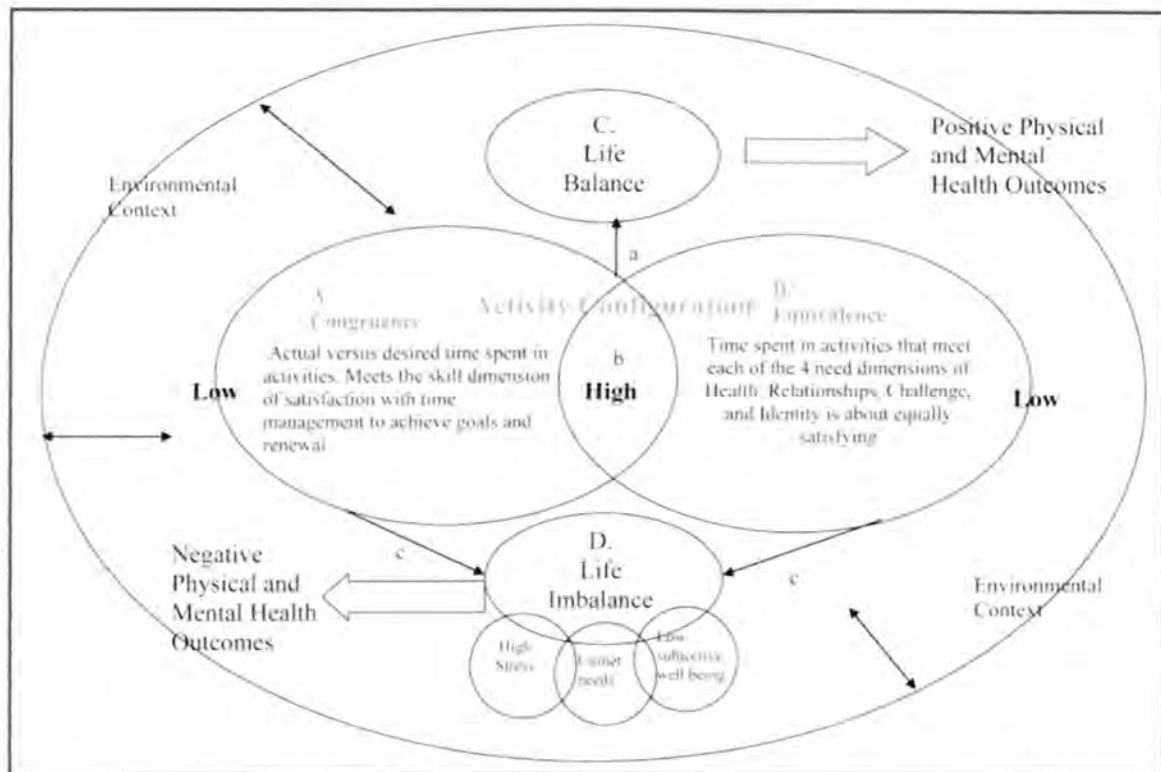 C.
Life
Balance
Positive Physical
and Mental
Health Outcomes
Environmental
Context
a
Activity Configurations
A.
Congruence
Actual versus desired time spent in
activities. Meets the skill dimension
of satisfaction with time
management to achieve goals and
renewal
Low
b
High
B.
Equivalence
Time spent in activities that meet
each of the 4 need dimensions of
Health, Relationships, Challenge,
and Identity is about equally
satisfying
Low
c
D.
Life
Imbalance
c
Negative
Physical and
Mental Health
Outcomes
High
Stress
Unmet
needs
Low
subjective
well being
Environmental
Context